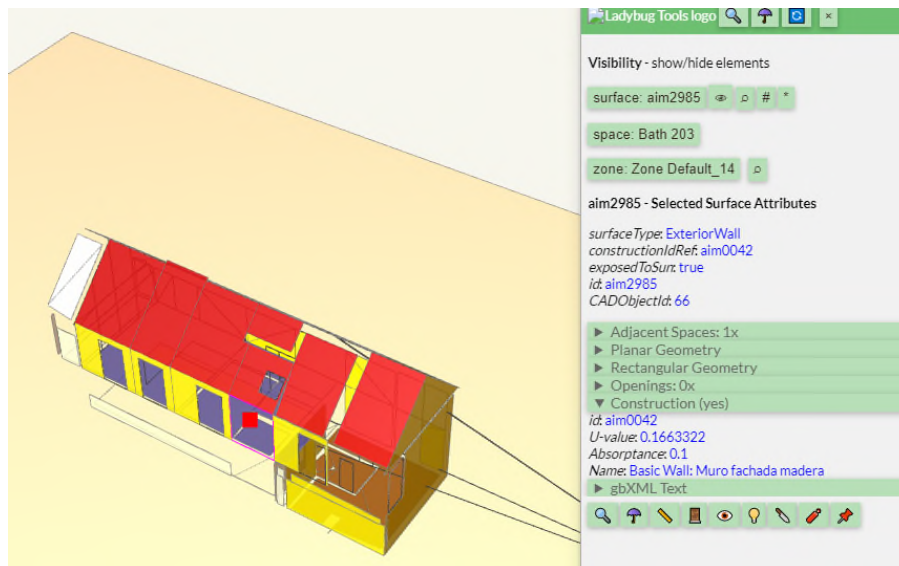 Ladybug Tools logo
Visibility - show/hide elements
surface: aim2985 # *
space: Bath 203
zone: Zone Default_14
aim2985 - Selected Surface Attributes
surfaceType: ExteriorWall
constructionIdRef: aim0042
exposedToSun: true
id: aim2985
CADObjectId: 66
Adjacent Spaces: 1x
Planar Geometry
Rectangular Geometry
Openings: 0x
Construction (yes)
id: aim0042
U-value: 0.1663322
Absorptance: 0.1
Name: Basic Wall: Muro fachada madera
gbXML Text